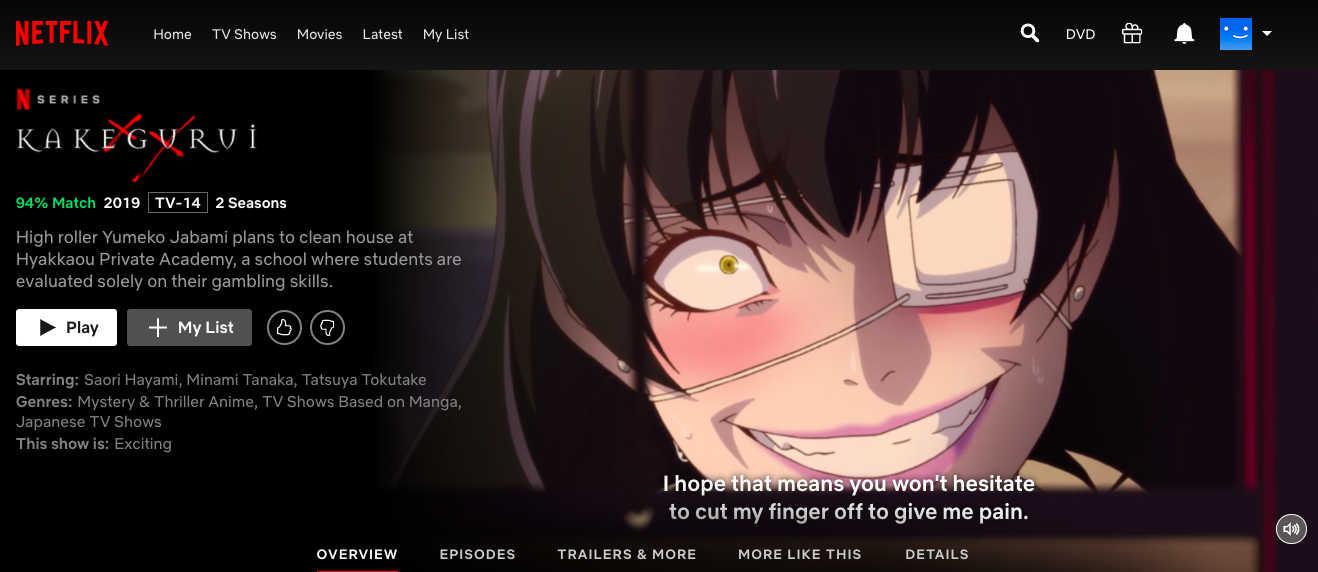 NETFLIX
Home TV Shows Movies Latest My List
DVD
N SERIES
KAKEGURUI
94% Match 2019 TV-14 2 Seasons
High roller Yumeko Jabami plans to clean house at
Hyakkaou Private Academy, a school where students are
evaluated solely on their gambling skills.
Play My List
Starring: Saori Hayami, Minami Tanaka, Tatsuya Tokutake
Genres: Mystery & Thriller Anime, TV Shows Based on Manga,
Japanese TV Shows
This show is: Exciting
I hope that means you won't hesitate
to cut my finger off to give me pain.
OVERVIEW EPISODES TRAILERS & MORE MORE LIKE THIS DETAILS